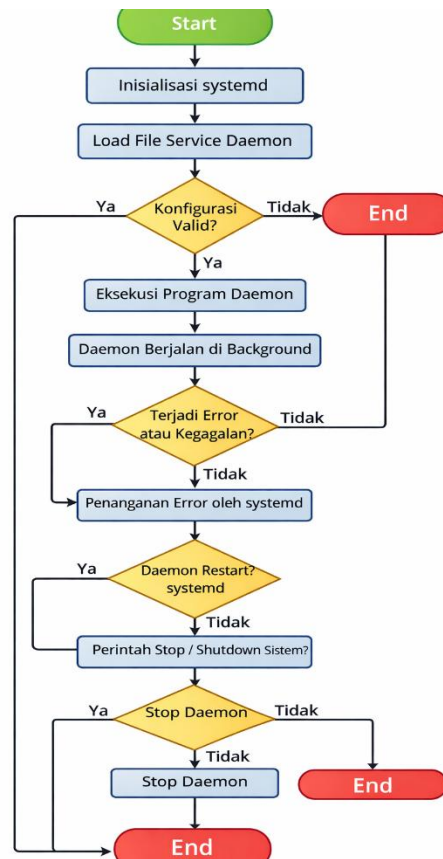 Start
Inisialisasi systemd
Load File Service Daemon
Ya
Konfigurasi
Valid?
Tidak
End
Ya
Eksekusi Program Daemon
Daemon Berjalan di Background
Ya
Terjadi Error
atau Kegagalan?
Tidak
Tidak
Penanganan Error oleh systemd
Ya
Daemon Restart?
systemd
Tidak
Perintah Stop / Shutdown Sistem?
Ya
Stop Daemon
Tidak
Tidak
Stop Daemon
End
End